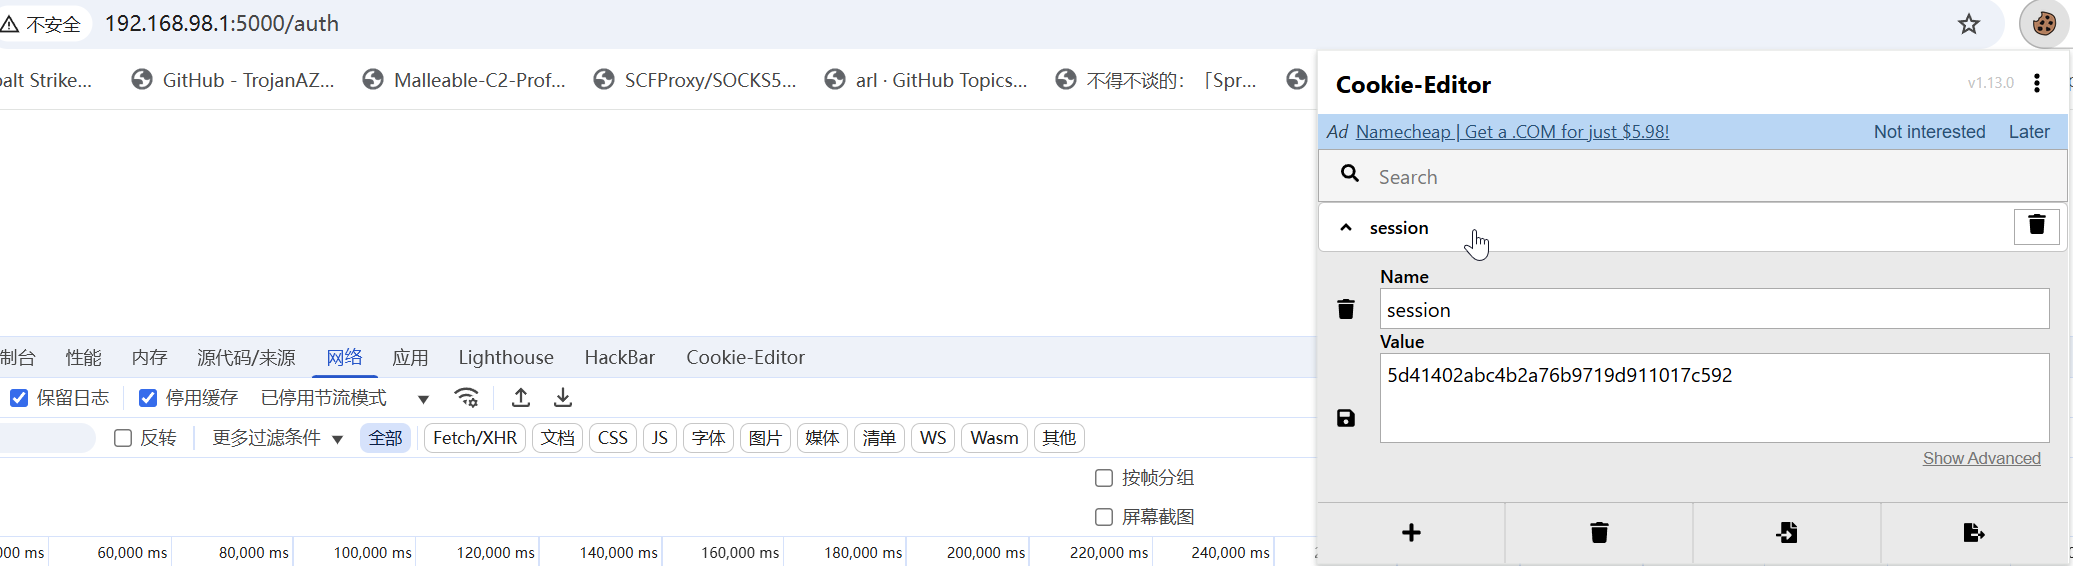 不安全 192.168.98.1:5000/auth
alt Strike... GitHub - TrojanAZ... Malleable-C2-Prof... SCFProxy/SOCKS5... arl · GitHub Topics... 不得不谈的：「Spr...
Cookie-Editor v1.13.0
Ad Namecheap | Get a .COM for just $5.98! Not interested Later
Search
session
Name
session
Value
5d41402abc4b2a76b9719d911017c592
Show Advanced
制台 性能 内存 源代码/来源 网络 应用 Lighthouse HackBar Cookie-Editor
保留日志 停用缓存 已停用节流模式
反转 更多过滤条件 全部 Fetch/XHR 文档 CSS JS 字体 图片 媒体 清单 WS Wasm 其他
按帧分组
屏幕截图
000 ms 60,000 ms 80,000 ms 100,000 ms 120,000 ms 140,000 ms 160,000 ms 180,000 ms 200,000 ms 220,000 ms 240,000 ms